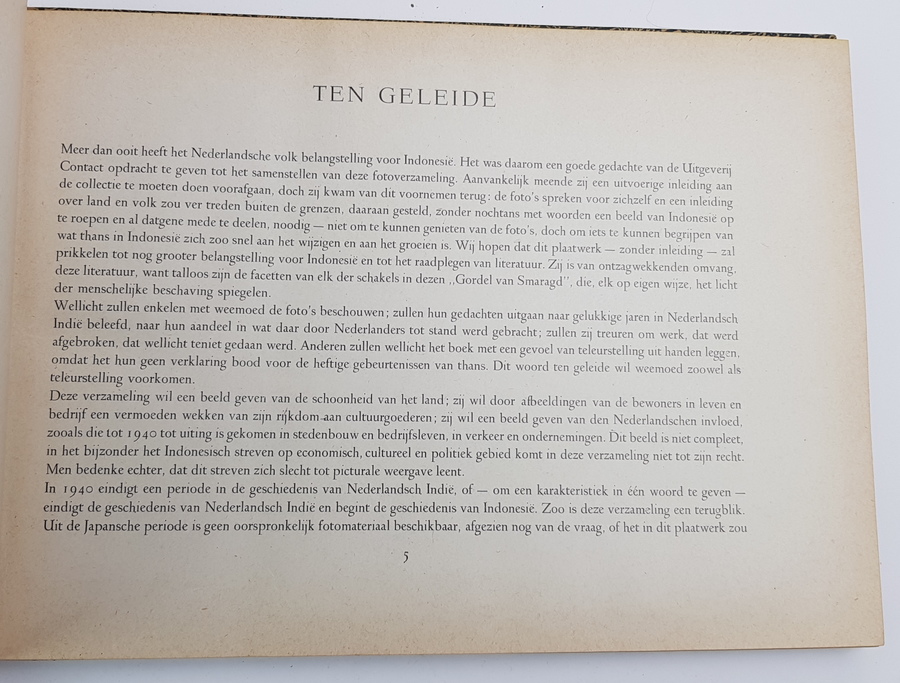 TEN GELEIDE
Meer dan ooit heeft het Nederlandsche volk belangstelling voor Indonesië. Het was daarom een goede gedachte van de Uitgeverij
Contact opdracht te geven tot het samenstellen van deze fotoverzameling. Aanvankelijk meende zij een uitvoerige inleiding aan
de collectie te moeten doen voorafgaan, doch zij kwam van dit voornemen terug: de foto's spreken voor zichzelf en een inleiding
over land en volk zou ver treden buiten de grenzen, daaraan gesteld, zonder nochtans met woorden een beeld van Indonesië op
te roepen en al datgene mede te deelen, noodig — niet om te kunnen genieten van de foto's, doch om iets te kunnen begrijpen van
wat thans in Indonesië zich zoo snel aan het wijzigen en aan het groeien is. Wij hopen dat dit plaatwerk — zonder inleiding — zal
prikkelen tot nog grooter belangstelling voor Indonesië en tot het raadplegen van literatuur. Zij is van ontzagwekkenden omvang,
deze literatuur, want talloos zijn de facetten van elk der schakels in dezen „Gordel van Smaragd”, die, elk op eigen wijze, het licht
der menschelijke beschaving spiegelen.
Wellicht zullen enkelen met weemoed de foto's beschouwen; zullen hun gedachten uitgaan naar gelukkige jaren in Nederlandsch
Indië beleefd, naar hun aandeel in wat daar door Nederlanders tot stand werd gebracht; zullen zij treuren om werk, dat werd
afgebroken, dat wellicht teniet gedaan werd. Anderen zullen wellicht het boek met een gevoel van teleurstelling uit handen leggen,
omdat het hun geen verklaring bood voor de heftige gebeurtenissen van thans. Dit woord ten geleide wil weemoed zoowel als
teleurstelling voorkomen.
Deze verzameling wil een beeld geven van de schoonheid van het land; zij wil door afbeeldingen van de bewoners in leven en
bedrijf een vermoeden wekken van zijn rijkdom aan cultuurgoederen; zij wil een beeld geven van den Nederlandschen invloed,
zooals die tot 1940 tot uiting is gekomen in stedenbouw en bedrijfsleven, in verkeer en ondernemingen. Dit beeld is niet compleet,
in het bijzonder het Indonesisch streven op economisch, cultureel en politiek gebied komt in deze verzameling niet tot zijn recht.
Men bedenke echter, dat dit streven zich slecht tot picturale weergave leent.
In 1940 eindigt een periode in de geschiedenis van Nederlandsch Indië, of — om een karakteristiek in één woord te geven —
eindigt de geschiedenis van Nederlandsch Indië en begint de geschiedenis van Indonesië. Zoo is deze verzameling een terugblik.
Uit de Japansche periode is geen oorspronkelijk fotomateriaal beschikbaar, afgezien nog van de vraag, of het in dit plaatwerk zou
5